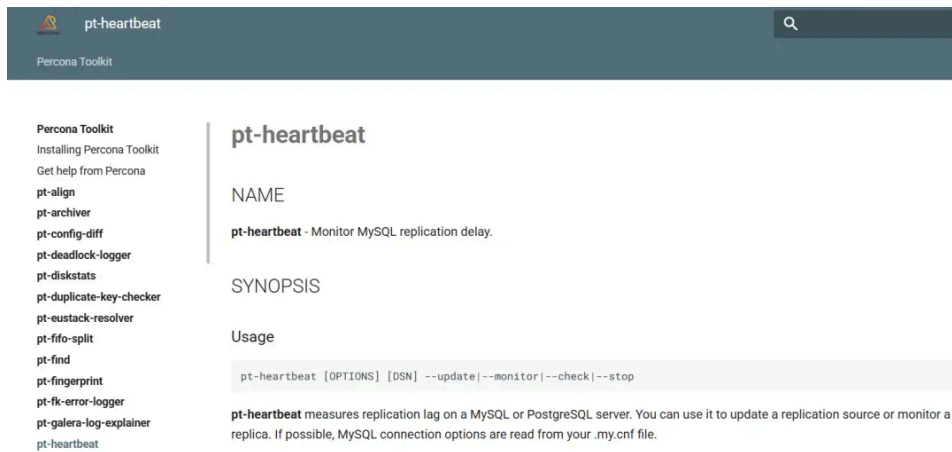 pt-heartbeat
Percona Toolkit
Percona Toolkit
Installing Percona Toolkit
Get help from Percona
pt-align
pt-archiver
pt-config-diff
pt-deadlock-logger
pt-diskstats
pt-duplicate-key-checker
pt-eustack-resolver
pt-fifo-split
pt-find
pt-fingerprint
pt-fk-error-logger
pt-galera-log-explainer
pt-heartbeat
pt-heartbeat
NAME
pt-heartbeat - Monitor MySQL replication delay.
SYNOPSIS
Usage
pt-heartbeat [OPTIONS] [DSN] --update|--monitor|--check|--stop
pt-heartbeat measures replication lag on a MySQL or PostgreSQL server. You can use it to update a replication source or monitor a
replica. If possible, MySQL connection options are read from your .my.cnf file.